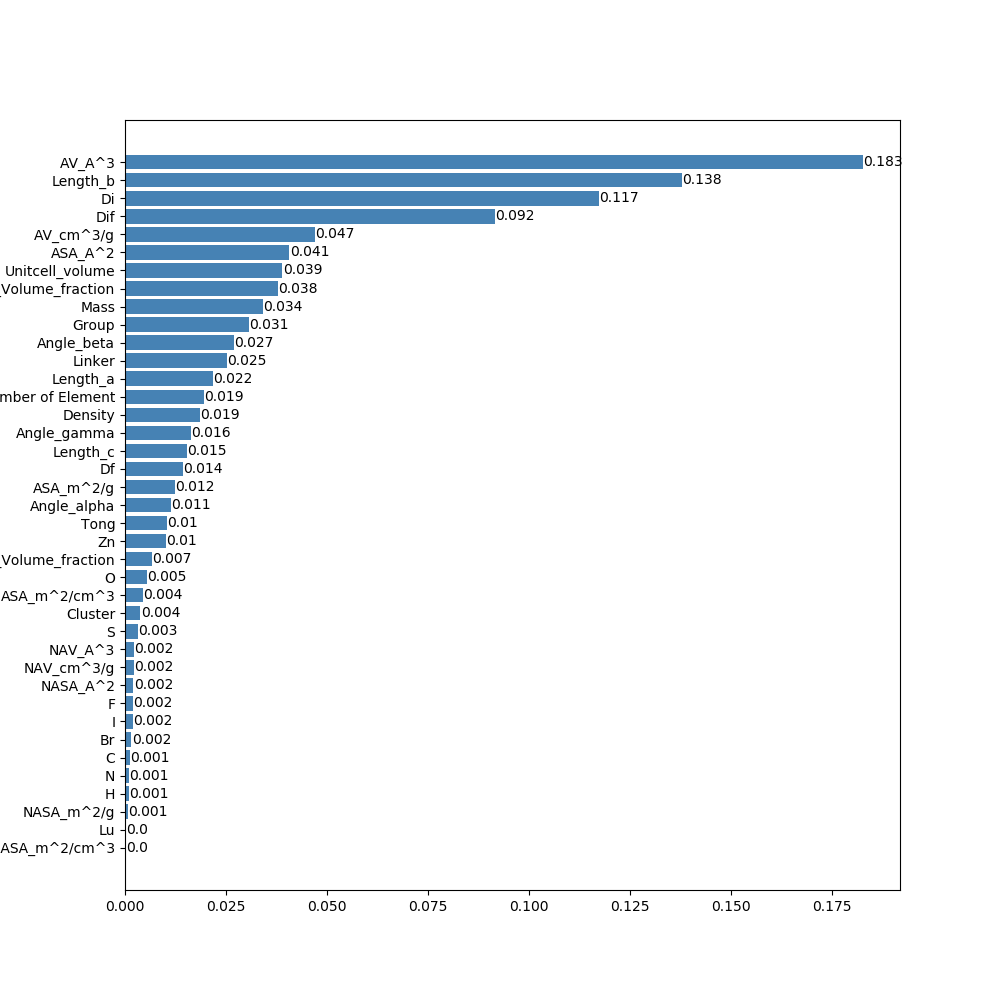 AV_A^3 0.183
Length_b 0.138
Di 0.117
Dif 0.092
AV_cm^3/g 0.047
ASA_A^2 0.041
Unitcell_volume 0.039
_Volume_fraction 0.038
Mass 0.034
Group 0.031
Angle_beta 0.027
Linker 0.025
Length_a 0.022
mber of Element 0.019
Density 0.019
Angle_gamma 0.016
Length_c 0.015
Df 0.014
ASA_m^2/g 0.012
Angle_alpha 0.011
Tong 0.01
Zn 0.01
_Volume_fraction 0.007
O 0.005
ASA_m^2/cm^3 0.004
Cluster 0.004
S 0.003
NAV_A^3 0.002
NAV_cm^3/g 0.002
NASA_A^2 0.002
F 0.002
I 0.002
Br 0.002
C 0.001
N 0.001
H 0.001
NASA_m^2/g 0.001
Lu 0.0
ASA_m^2/cm^3 0.0
0.000 0.025 0.050 0.075 0.100 0.125 0.150 0.175